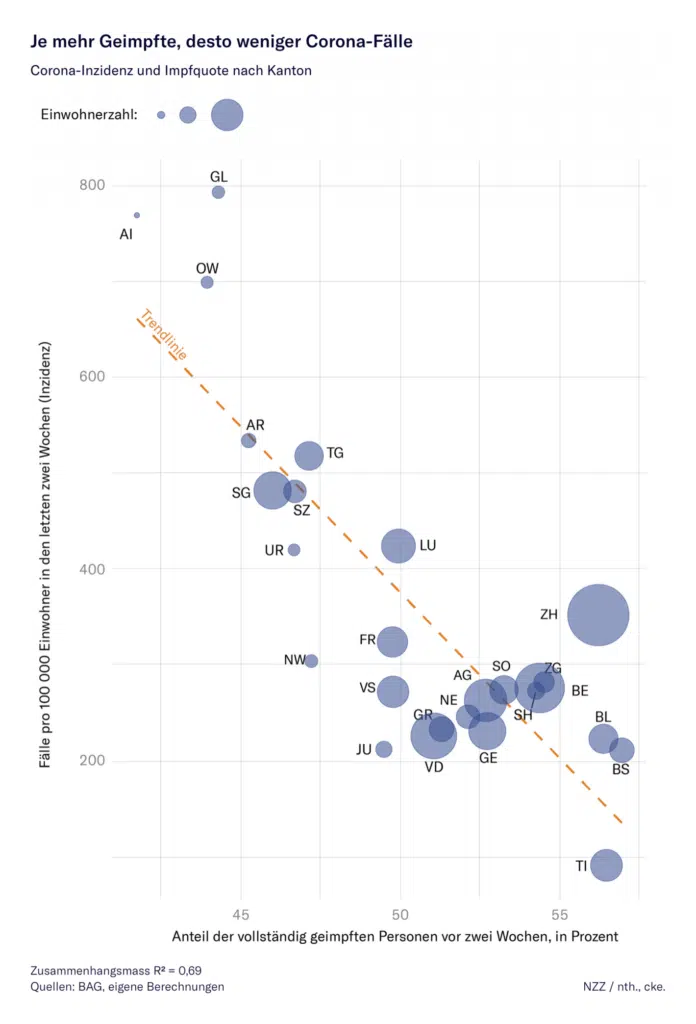 Je mehr Geimpfte, desto weniger Corona-Fälle
Corona-Inzidenz und Impfquote nach Kanton
Einwohnerzahl:
Fälle pro 100 000 Einwohner in den letzten zwei Wochen (Inzidenz)
800
600
400
200
GL
AI
OW
Trendlinie
AR
TG
SG
SZ
UR
LU
ZH
FR
NW
SO
ZG
AG
VS
BE
NE
GR
SH
BL
JU
GE
VD
BS
TI
45
50
55
Anteil der vollständig geimpften Personen vor zwei Wochen, in Prozent
Zusammenhangsmass R² = 0,69
Quellen: BAG, eigene Berechnungen
NZZ / nth., cke.